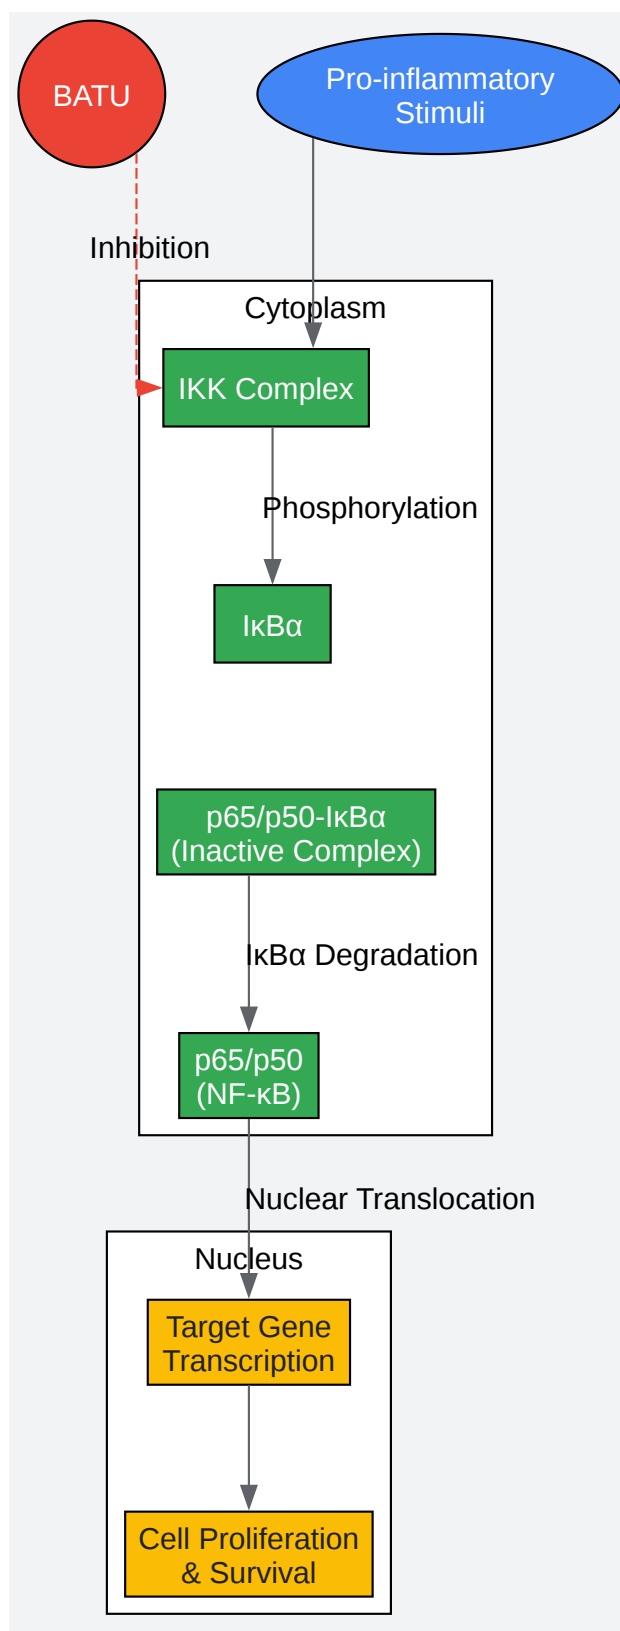 BATU
Pro-inflammatory
Stimuli
Inhibition
Cytoplasm
IKK Complex
Phosphorylation
IκBα
p65/p50-IκBα
(Inactive Complex)
IκBα Degradation
p65/p50
(NF-κB)
Nuclear Translocation
Nucleus
Target Gene
Transcription
Cell Proliferation
& Survival